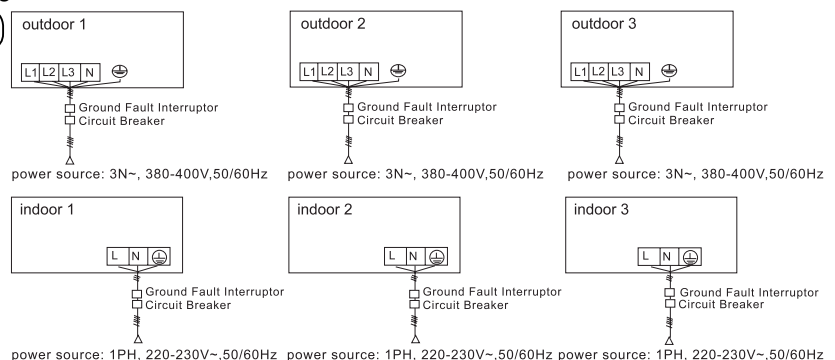 outdoor 1
L1 L2 L3 N
Ground Fault Interruptor
Circuit Breaker
power source: 3N~, 380-400V,50/60Hz
outdoor 2
L1 L2 L3 N
Ground Fault Interruptor
Circuit Breaker
power source: 3N~, 380-400V,50/60Hz
outdoor 3
L1 L2 L3 N
Ground Fault Interruptor
Circuit Breaker
power source: 3N~, 380-400V,50/60Hz
indoor 1
L N
Ground Fault Interruptor
Circuit Breaker
power source: 1PH, 220-230V~,50/60Hz
indoor 2
L N
Ground Fault Interruptor
Circuit Breaker
power source: 1PH, 220-230V~,50/60Hz
indoor 3
L N
Ground Fault Interruptor
Circuit Breaker
power source: 1PH, 220-230V~,50/60Hz